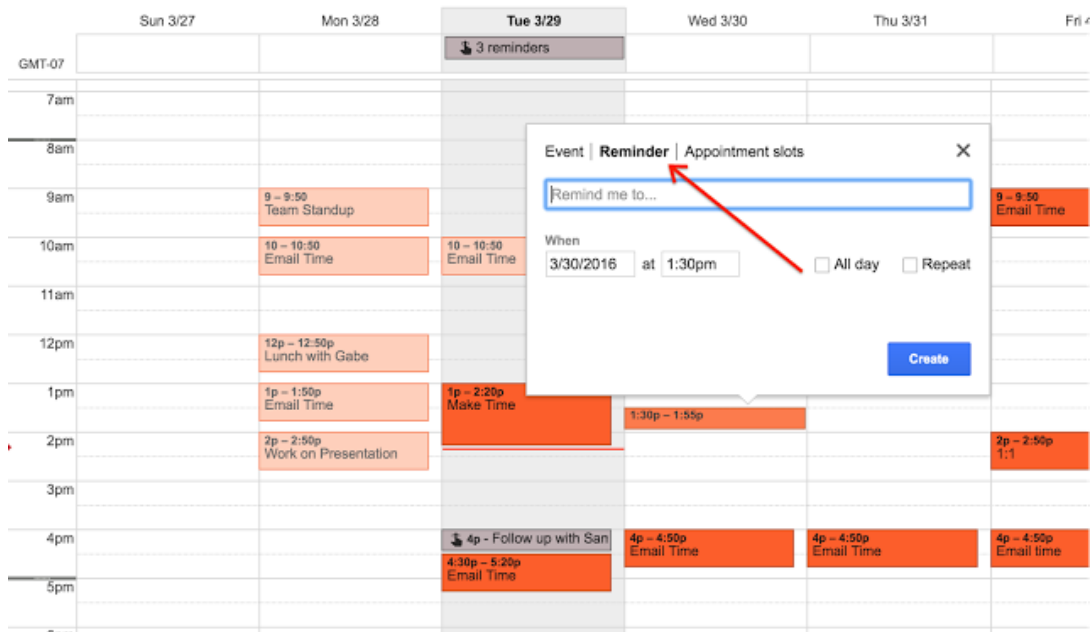 Sun 3/27
Mon 3/28
Tue 3/29
Wed 3/30
Thu 3/31
Fri
3 reminders
GMT-07
7am
8am
9am
10am
11am
12pm
1pm
2pm
3pm
4pm
5pm
9 – 9:50
Team Standup
10 – 10:50
Email Time
12p – 12:50p
Lunch with Gabe
1p – 1:50p
Email Time
2p – 2:50p
Work on Presentation
10 – 10:50
Email Time
1p – 2:20p
Make Time
4p - Follow up with San
4:30p – 5:20p
Email Time
Event | Reminder | Appointment slots
Remind me to...
When
3/30/2016 at 1:30pm All day Repeat
Create
1:30p – 1:55p
4p – 4:50p
Email Time
4p – 4:50p
Email Time
9 – 9:50
Email Time
2p – 2:50p
1:1
4p – 4:50p
Email time